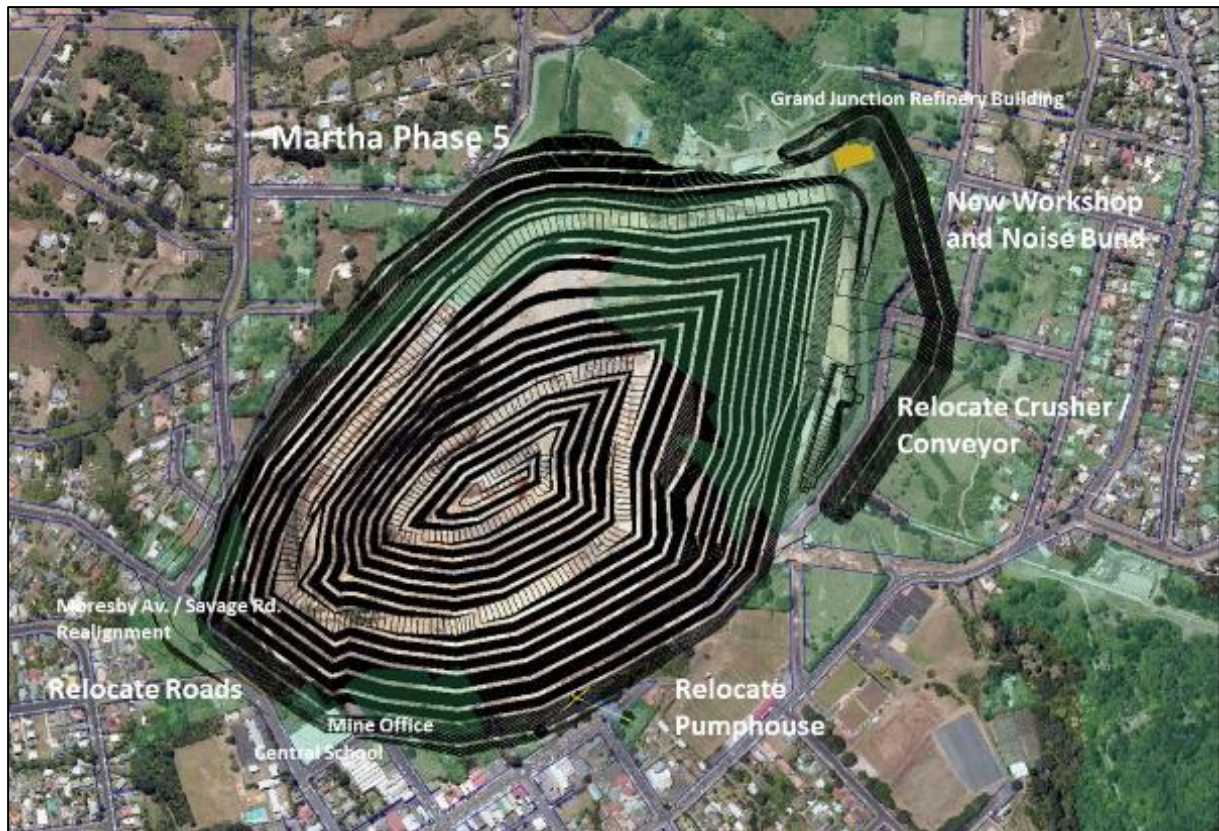 Grand Junction Refinery Building
Martha Phase 5
New Workshop
and Noise Bund
Relocate Crusher /
Conveyor
Moresby Av. / Savage Rd.
Realignment
Relocate Roads
Relocate
Pumphouse
Mine Office
Central School